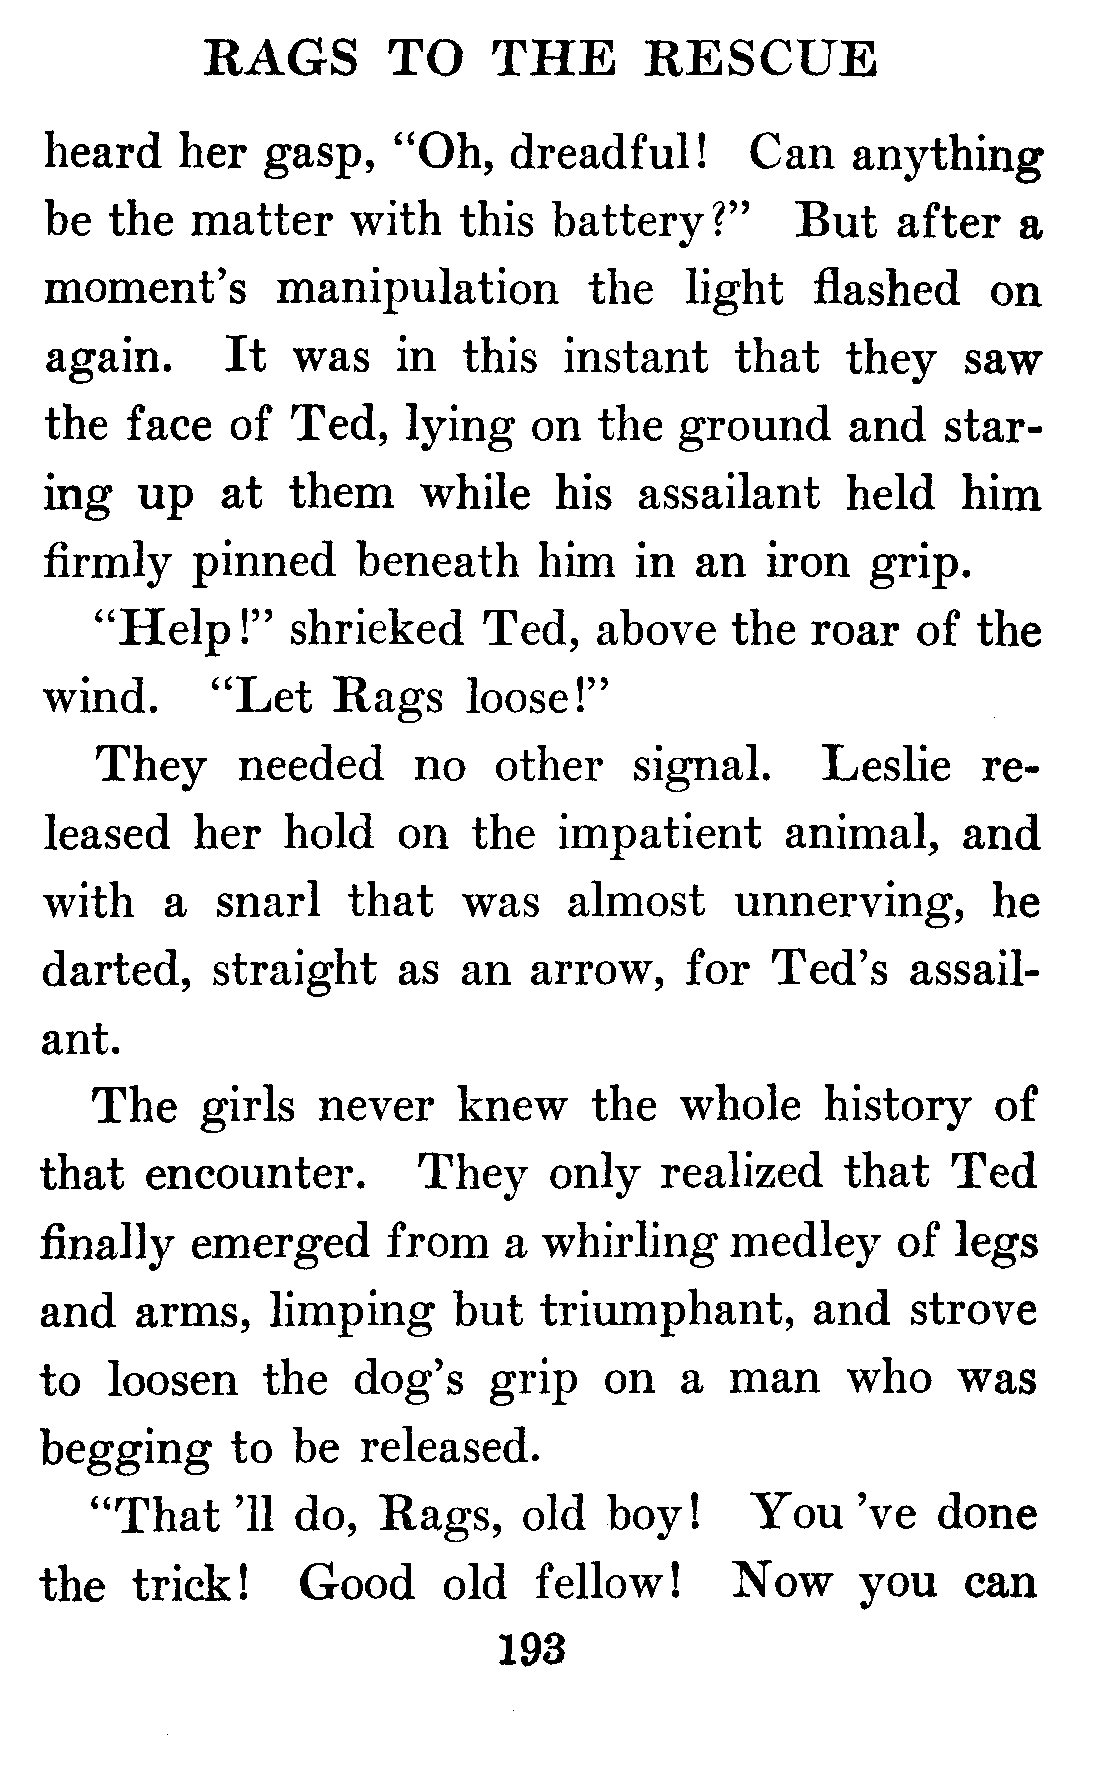 RAGS TO THE RESCUE
heard her gasp, “Oh, dreadful! Can anything
be the matter with this battery?” But after a
moment’s manipulation the light flashed on
again. It was in this instant that they saw
the face of Ted, lying on the ground and star-
ing up at them while his assailant held him
firmly pinned beneath him in an iron grip.
“Help!” shrieked Ted, above the roar of the
wind. “Let Rags loose!”
They needed no other signal. Leslie re-
leased her hold on the impatient animal, and
with a snarl that was almost unnerving, he
darted, straight as an arrow, for Ted’s assail-
ant.
The girls never knew the whole history of
that encounter. They only realized that Ted
finally emerged from a whirling medley of legs
and arms, limping but triumphant, and strove
to loosen the dog’s grip on a man who was
begging to be released.
“That ’ll do, Rags, old boy! You ’ve done
the trick! Good old fellow! Now you can
193